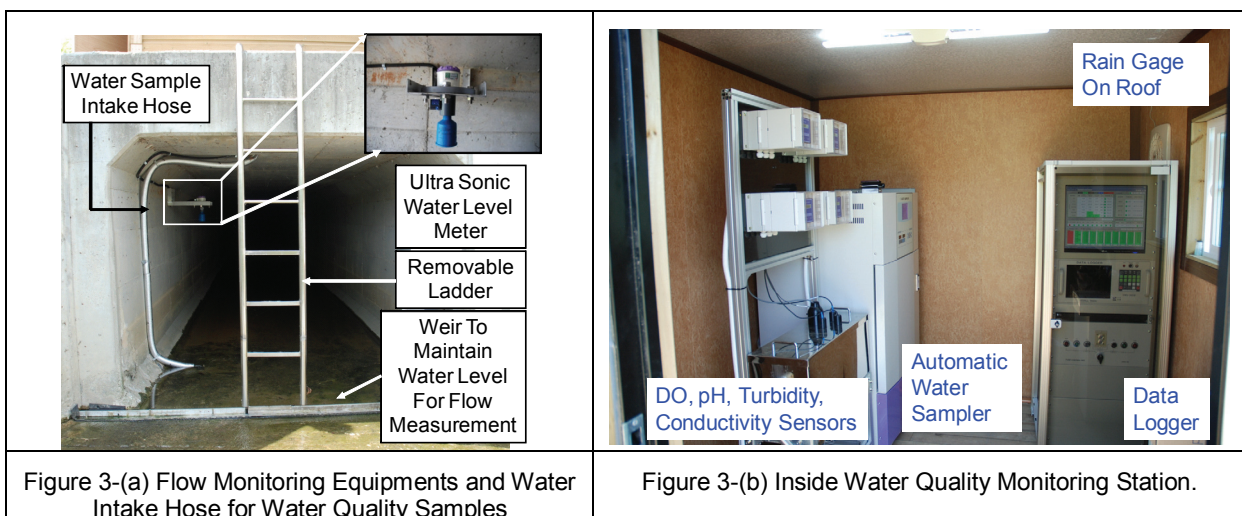 Water Sample
Intake Hose
Ultra Sonic
Water Level
Meter
Removable
Ladder
Weir To
Maintain
Water Level
For Flow
Measurement
Figure 3-(a) Flow Monitoring Equipments and Water
Intake Hose for Water Quality Samples
Rain Gage
On Roof
DO, pH, Turbidity,
Conductivity Sensors
Automatic
Water
Sampler
Data
Logger
Figure 3-(b) Inside Water Quality Monitoring Station.